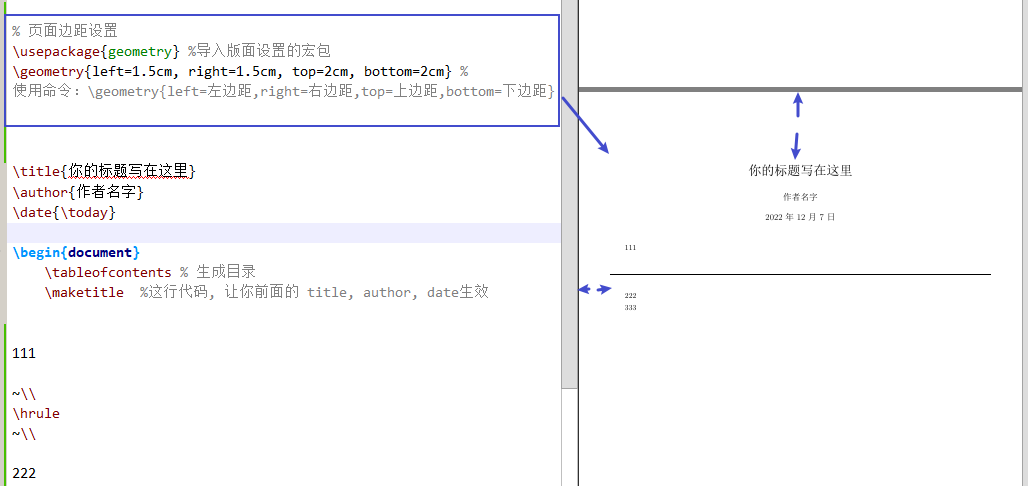 % 页面边距设置
\usepackage{geometry} %导入版面设置的宏包
\geometry{left=1.5cm, right=1.5cm, top=2cm, bottom=2cm} %
使用命令：\geometry{left=左边距,right=右边距,top=上边距,bottom=下边距}
\title{你的标题写在这里}
\author{作者名字}
\date{\today}
\begin{document}
\tableofcontents % 生成目录
\maketitle %这行代码, 让你前面的 title, author, date生效
111
~\\
\hrule
~\\
222
你的标题写在这里
作者名字
2022 年 12 月 7 日
111
222
333